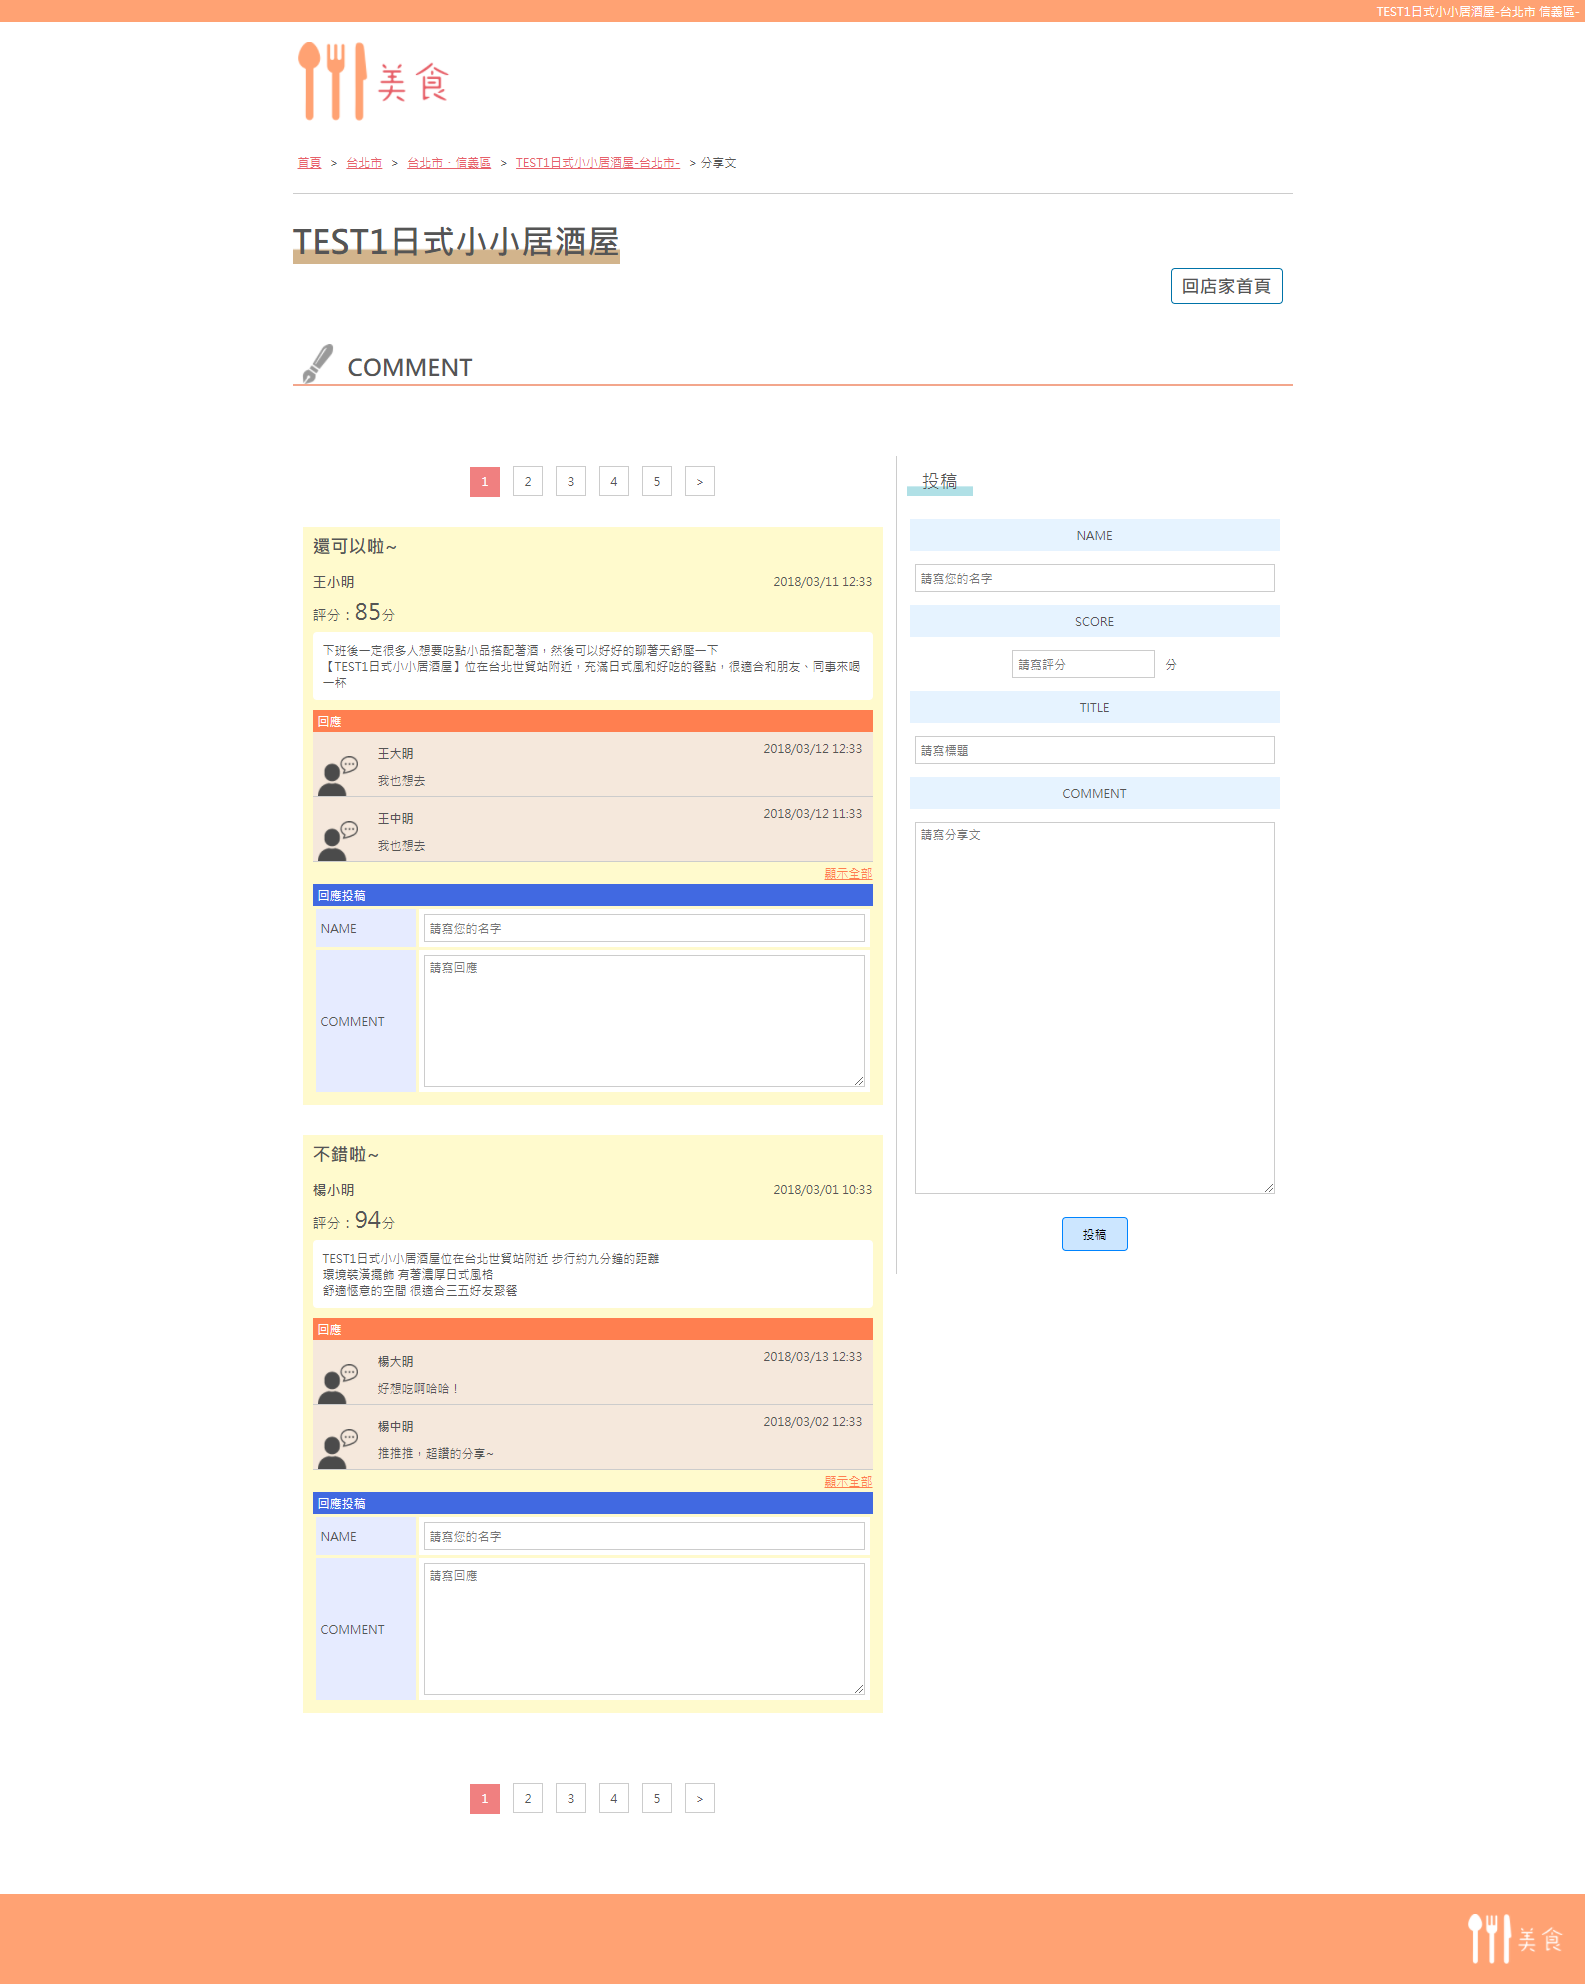 TEST1日式小小居酒屋-台北市 信義區-
美食
首頁 > 台北市 > 台北市・信義區 > TEST1日式小小居酒屋-台北市- > 分享文
TEST1日式小小居酒屋
回店家首頁
COMMENT
1 2 3 4 5 >
還可以啦~
王小明 2018/03/11 12:33
評分：85分
下班後一定很多人想要吃點小品搭配著酒，然後可以好好的聊著天舒壓一下
【TEST1日式小小居酒屋】位在台北世貿站附近，充滿日式風和好吃的餐點，很適合和朋友、同事來喝
一杯
回應
王大明 2018/03/12 12:33
我也想去
王中明 2018/03/12 11:33
我也想去
顯示全部
回應投稿
NAME 請寫您的名字
COMMENT 請寫回應
不錯啦~
楊小明 2018/03/01 10:33
評分：94分
TEST1日式小小居酒屋位在台北世貿站附近 步行約九分鐘的距離
環境裝潢擺飾 有著濃厚日式風格
舒適愜意的空間 很適合三五好友聚餐
回應
楊大明 2018/03/13 12:33
好想吃啊哈哈！
楊中明 2018/03/02 12:33
推推推，超讚的分享~
顯示全部
回應投稿
NAME 請寫您的名字
COMMENT 請寫回應
1 2 3 4 5 >
投稿
NAME
請寫您的名字
SCORE
請寫評分 分
TITLE
請寫標題
COMMENT
請寫分享文
投稿
美食